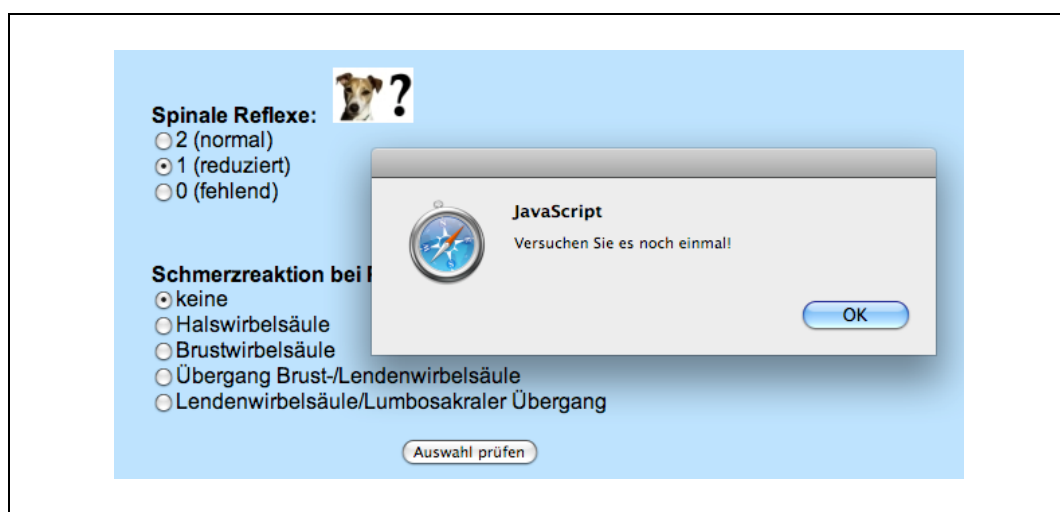 Spinale Reflexe: ?
2 (normal)
1 (reduziert)
0 (fehlend)
JavaScript
Versuchen Sie es noch einmal!
OK
Schmerzreaktion bei
keine
Halswirbelsäule
Brustwirbelsäule
Übergang Brust-/Lendenwirbelsäule
Lendenwirbelsäule/Lumbosakraler Übergang
Auswahl prüfen